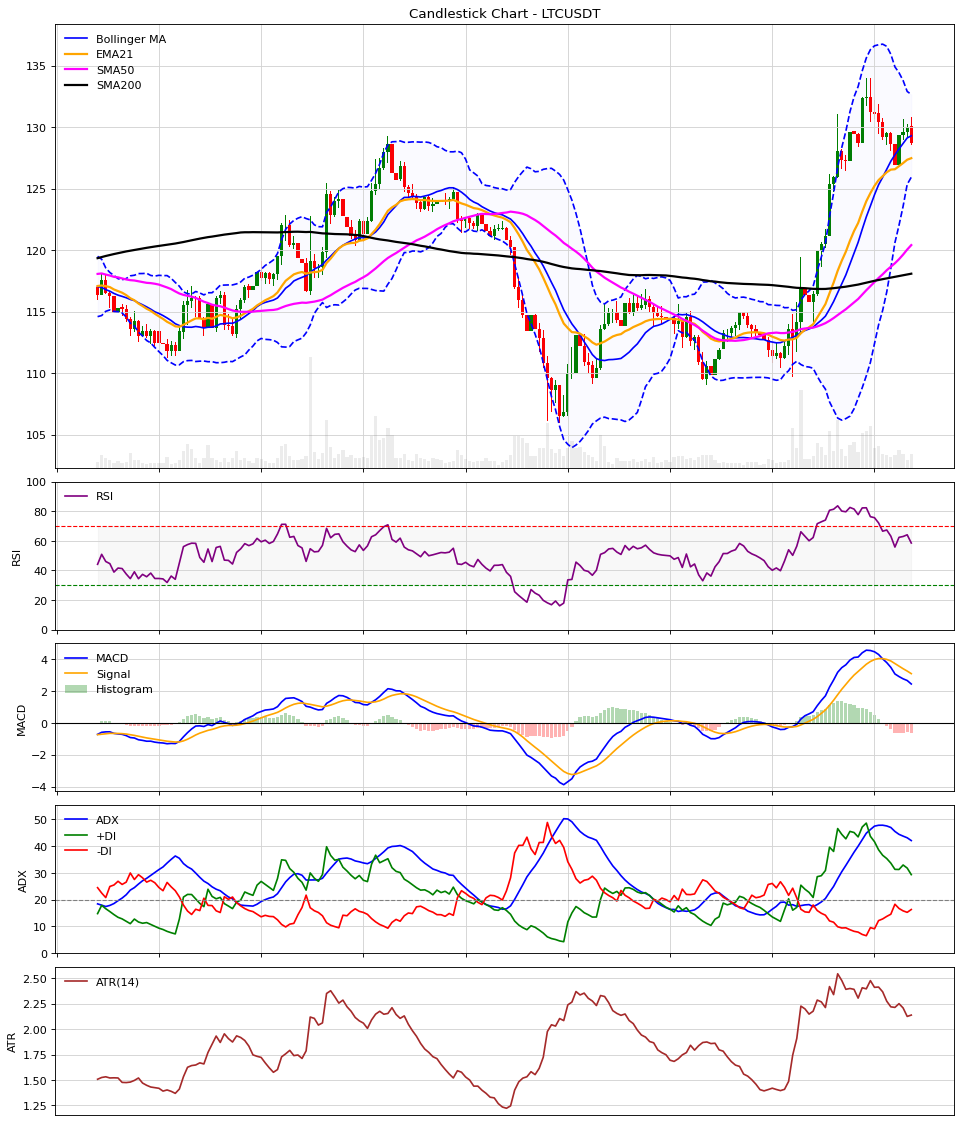 Candlestick Chart - LTCUSDT
Bollinger MA
EMA21
SMA50
SMA200
135
130
125
120
115
110
105
RSI
RSI
100
80
60
40
20
0
MACD
Signal
Histogram
MACD
4
2
0
−2
−4
ADX
+DI
-DI
ADX
50
40
30
20
10
0
ATR(14)
ATR
2.50
2.25
2.00
1.75
1.50
1.25